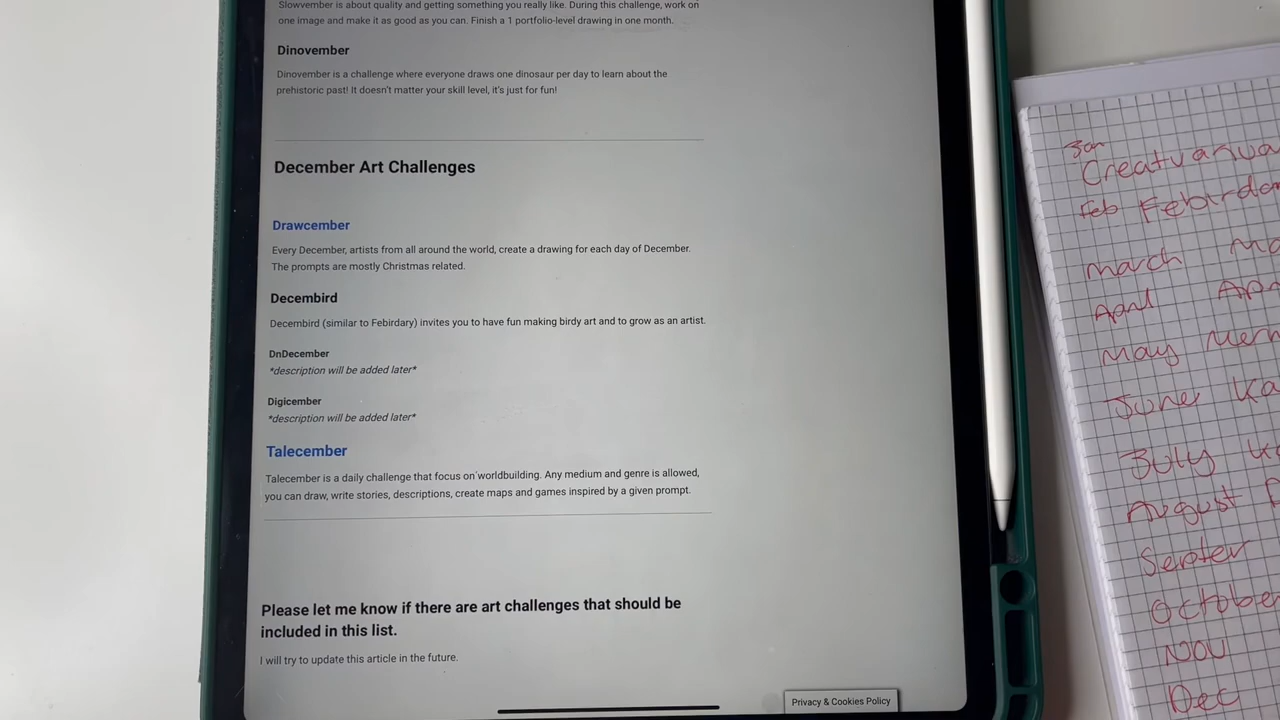 Slowvember is about quality and getting something you really like. During this challenge, work on
one image and make it as good as you can. Finish a 1 portfolio-level drawing in one month.
Dinovember
Dinovember is a challenge where everyone draws one dinosaur per day to learn about the
prehistoric past! It doesn't matter your skill level, it's just for fun!
December Art Challenges
Drawcember
Every December, artists from all around the world, create a drawing for each day of December.
The prompts are mostly Christmas related.
Decembird
Decembird (similar to Febirdary) invites you to have fun making birdy art and to grow as an artist.
DnDecember
*description will be added later*
Digicember
*description will be added later*
Talecember
Talecember is a daily challenge that focus on worldbuilding. Any medium and genre is allowed,
you can draw, write stories, descriptions, create maps and games inspired by a given prompt.
Please let me know if there are art challenges that should be
included in this list.
I will try to update this article in the future.
Privacy & Cookies Policy
Jan
Feb
March
April
May
June
July
August
October
Nov
Dec